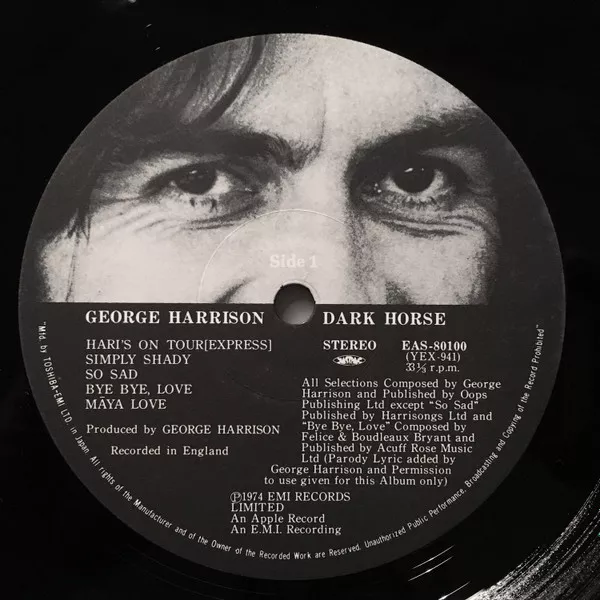 Side 1
GEORGE HARRISON
DARK HORSE
HARI'S ON TOUR[EXPRESS]
SIMPLY SHADY
SO SAD
BYE BYE, LOVE
MĀYA LOVE
Produced by GEORGE HARRISON
Recorded in England
STEREO
EAS-80100
(YEX-941)
33⅓ r.p.m.
All Selections Composed by George
Harrison and Published by Oops
Publishing Ltd except "So Sad"
Published by Harrisongs Ltd and
"Bye Bye, Love" Composed by
Felice & Boudleaux Bryant and
Published by Acuff Rose Music
Ltd (Parody Lyric added by
George Harrison and Permission
to use given for this Album only)
Ⓟ1974 EMI RECORDS
LIMITED
An Apple Record
An E.M.I. Recording
"Mfd. by TOSHIBA-EMI LTD. in Japan. All rights of the Manufacturer and of the Owner of the Recorded Work are Reserved. Unauthorized Public Performance, Broadcasting and Copying of the Record Prohibited"